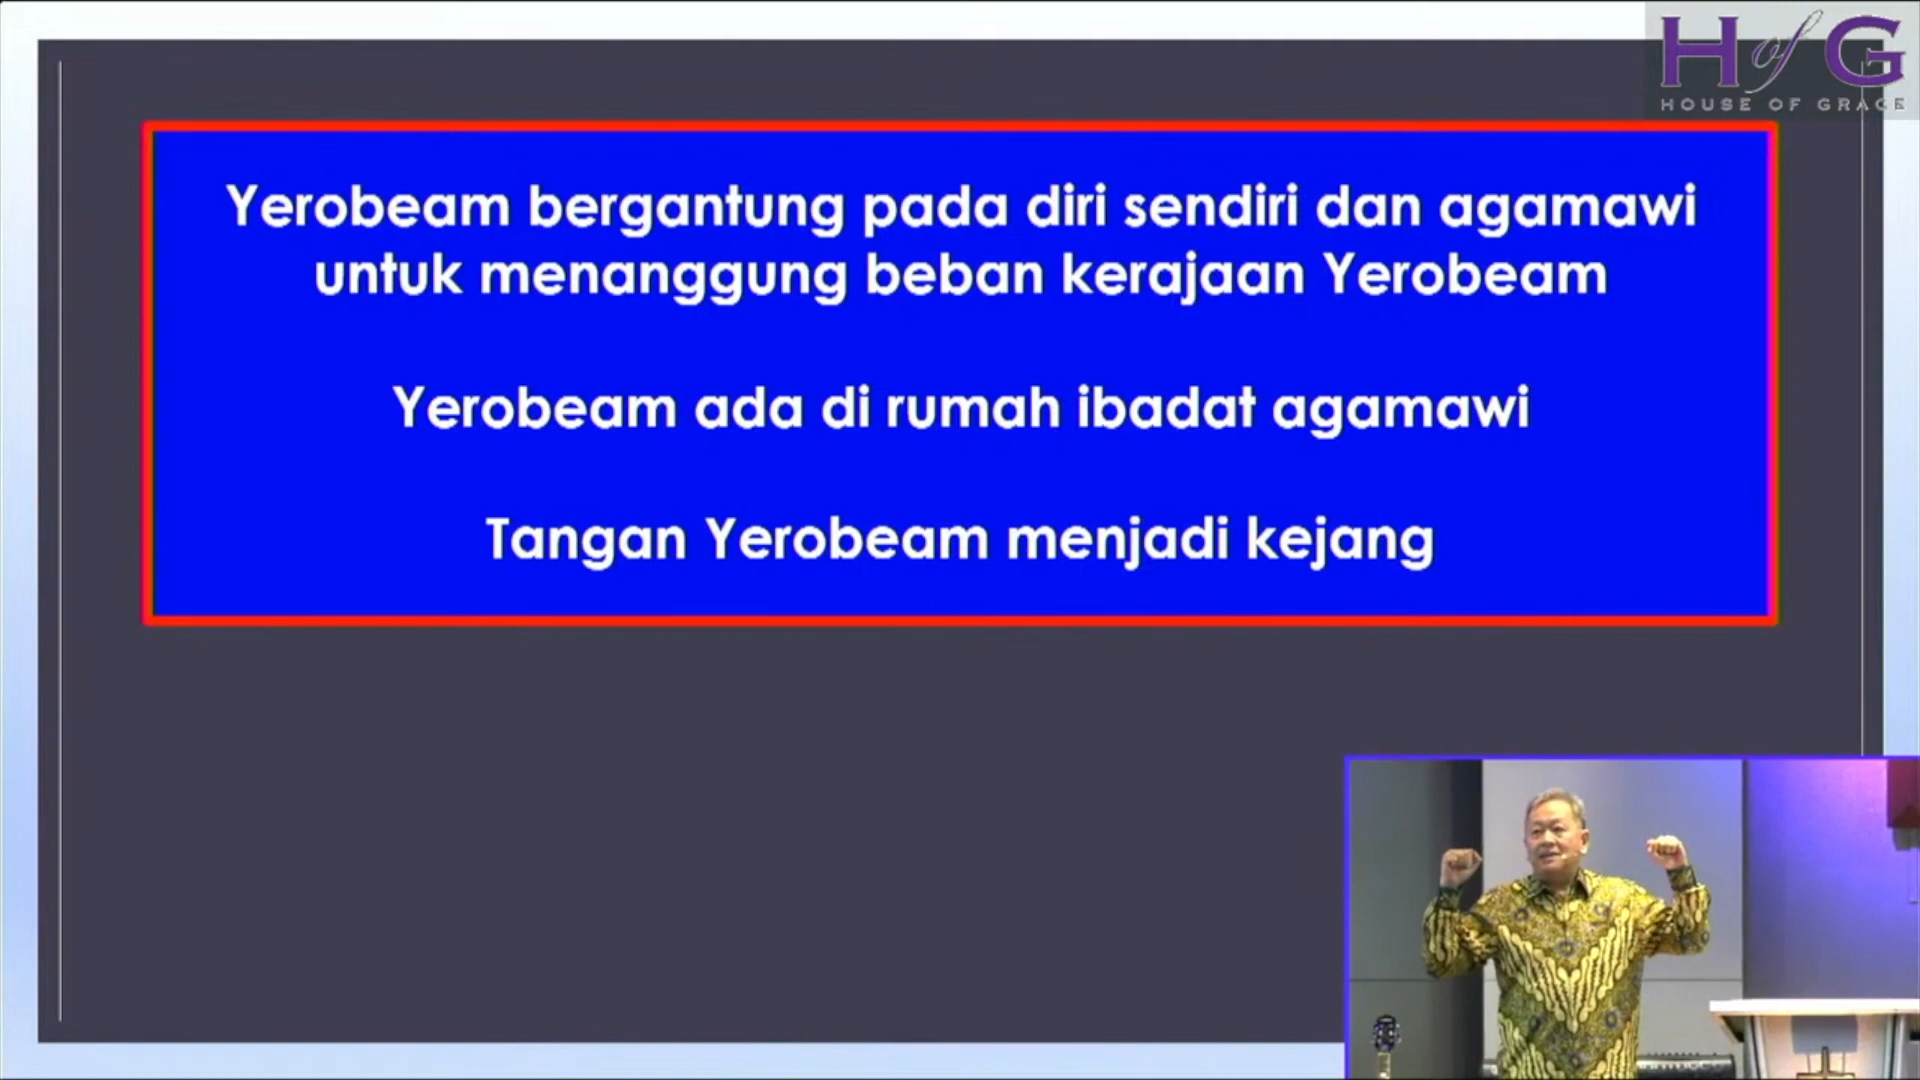 H of G
HOUSE OF GRACE
Yerobeam bergantung pada diri sendiri dan agamawi
untuk menanggung beban kerajaan Yerobeam
Yerobeam ada di rumah ibadat agamawi
Tangan Yerobeam menjadi kejang